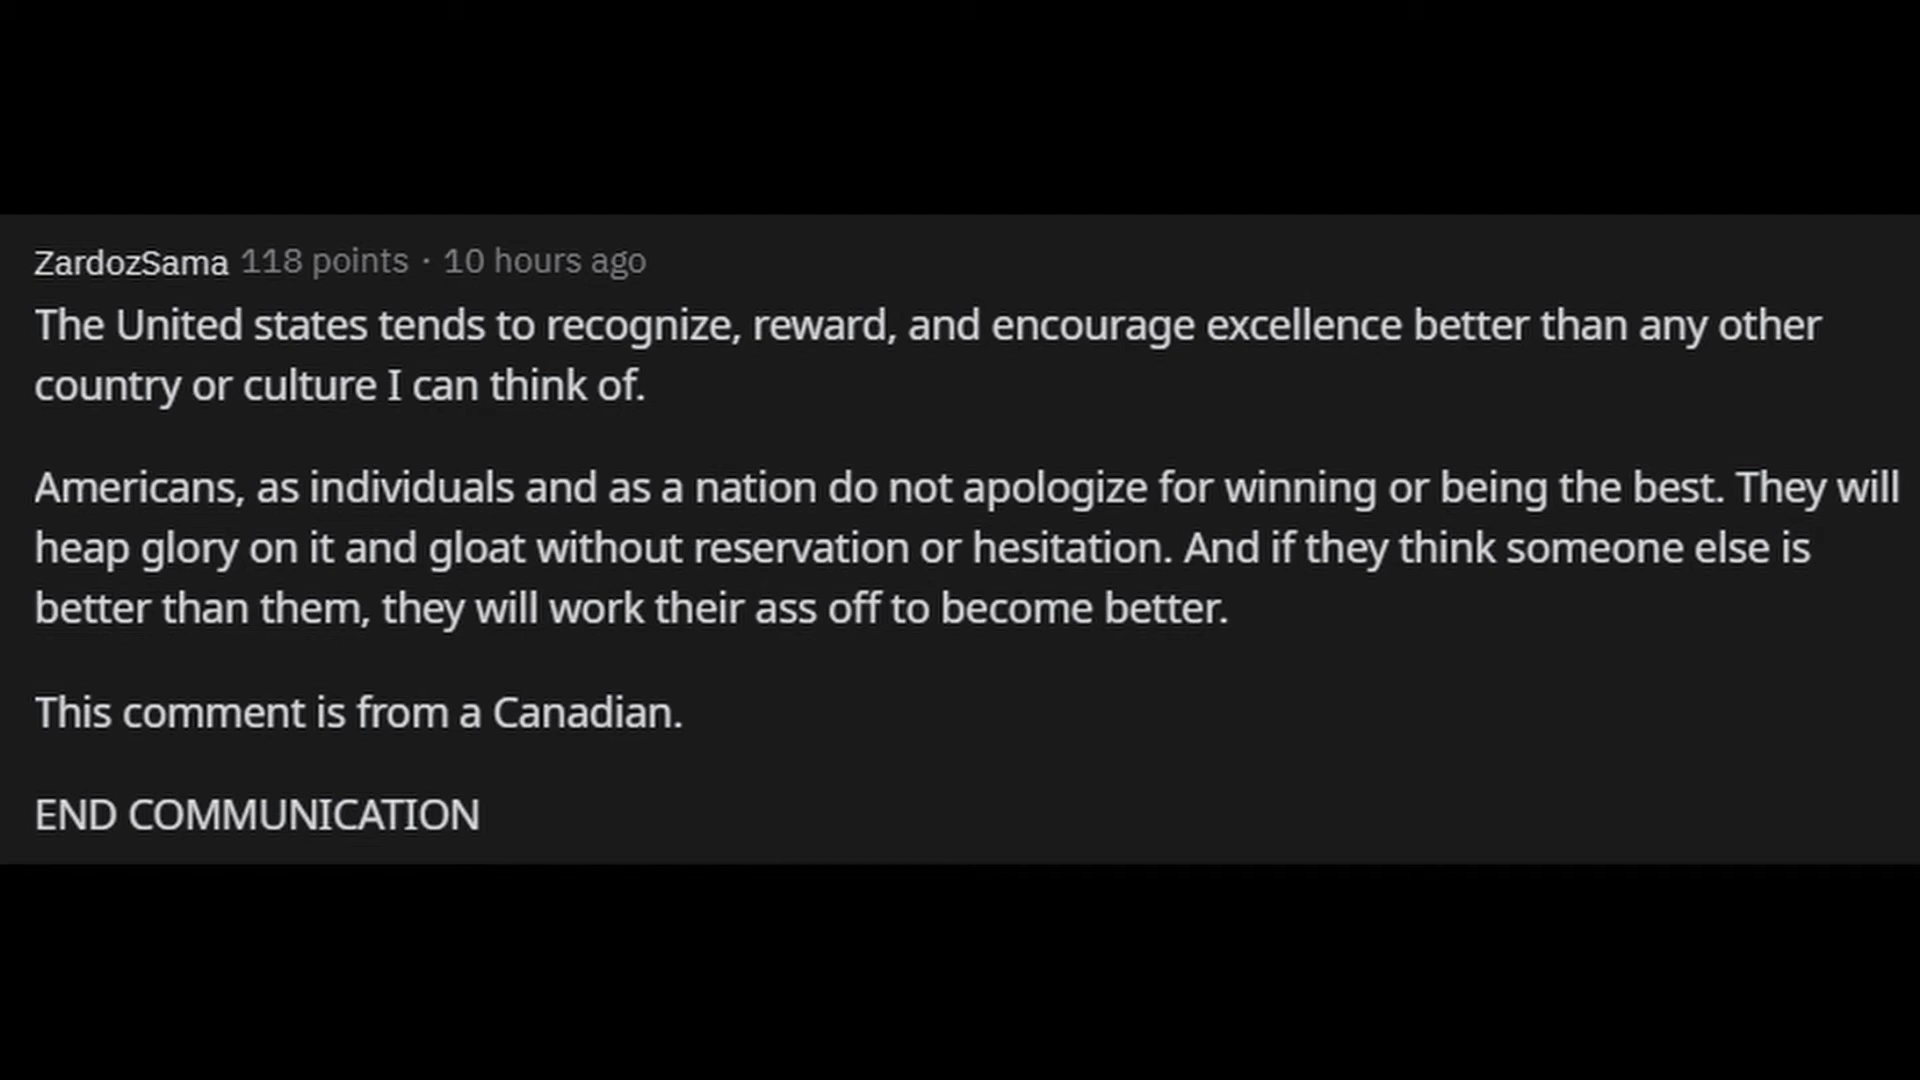 ZardozSama 118 points · 10 hours ago
The United states tends to recognize, reward, and encourage excellence better than any other
country or culture I can think of.
Americans, as individuals and as a nation do not apologize for winning or being the best. They will
heap glory on it and gloat without reservation or hesitation. And if they think someone else is
better than them, they will work their ass off to become better.
This comment is from a Canadian.
END COMMUNICATION